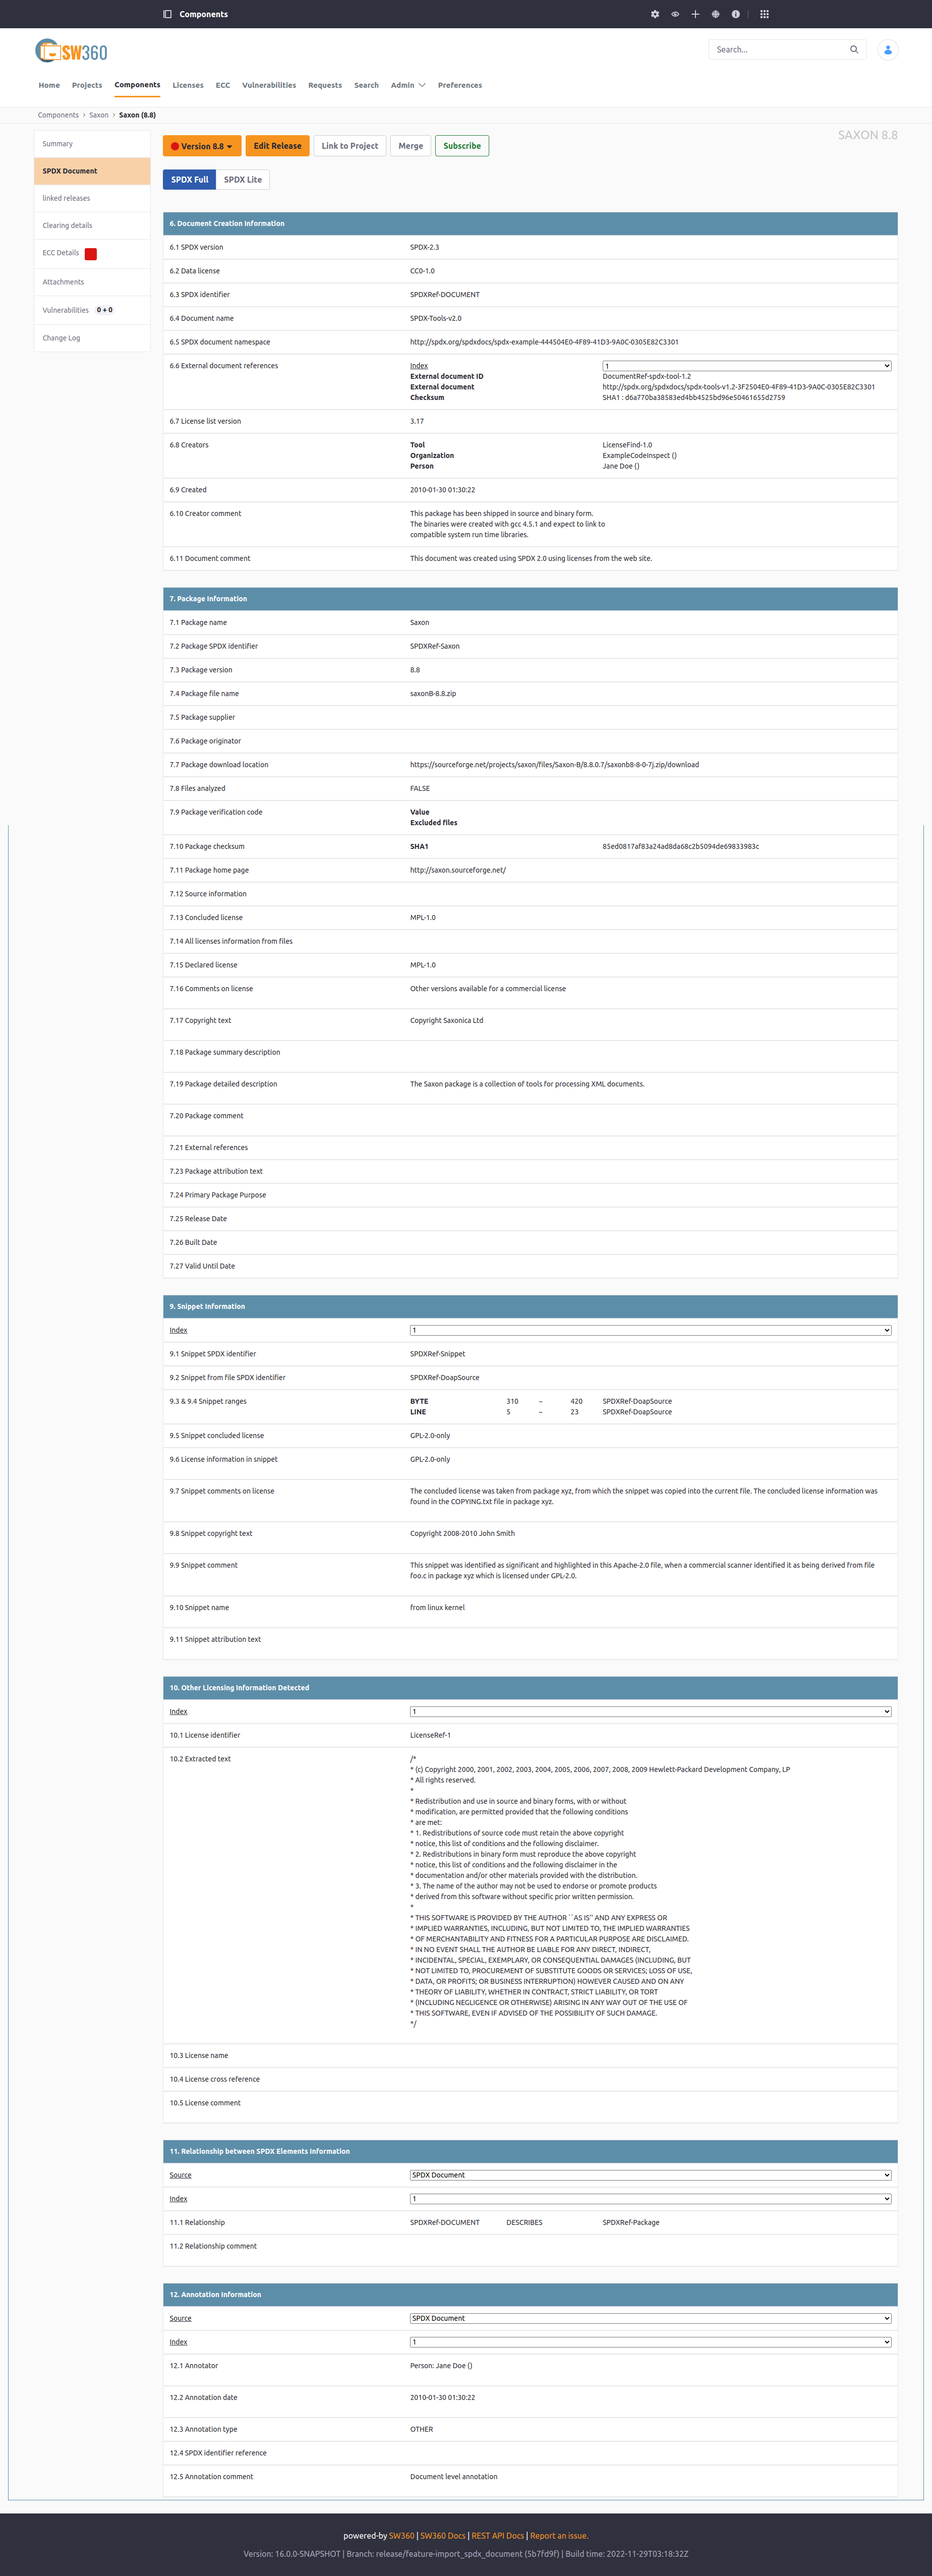 Components
SW360
Search...
Home Projects Components Licenses ECC Vulnerabilities Requests Search Admin Preferences
Components > Saxon > Saxon (8.8)
SAXON 8.8
Summary
SPDX Document
linked releases
Clearing details
ECC Details
Attachments
Vulnerabilities 0 + 0
Change Log
Version 8.8 Edit Release Link to Project Merge Subscribe
SPDX Full SPDX Lite
6. Document Creation Information
6.1 SPDX version SPDX-2.3
6.2 Data license CC0-1.0
6.3 SPDX identifier SPDXRef-DOCUMENT
6.4 Document name SPDX-Tools-v2.0
6.5 SPDX document namespace http://spdx.org/spdxdocs/spdx-example-444504E0-4F89-41D3-9A0C-0305E82C3301
6.6 External document references Index 1
External document ID DocumentRef-spdx-tool-1.2
External document http://spdx.org/spdxdocs/spdx-tools-v1.2-3F2504E0-4F89-41D3-9A0C-0305E82C3301
Checksum SHA1 : d6a770ba38583ed4bb4525bd96e50461655d2759
6.7 License list version 3.17
6.8 Creators Tool LicenseFind-1.0
Organization ExampleCodeInspect ()
Person Jane Doe ()
6.9 Created 2010-01-30 01:30:22
6.10 Creator comment This package has been shipped in source and binary form.
The binaries were created with gcc 4.5.1 and expect to link to
compatible system run time libraries.
6.11 Document comment This document was created using SPDX 2.0 using licenses from the web site.
7. Package Information
7.1 Package name Saxon
7.2 Package SPDX identifier SPDXRef-Saxon
7.3 Package version 8.8
7.4 Package file name saxonB-8.8.zip
7.5 Package supplier
7.6 Package originator
7.7 Package download location https://sourceforge.net/projects/saxon/files/Saxon-B/8.8.0.7/saxonb8-8-0-7j.zip/download
7.8 Files analyzed FALSE
7.9 Package verification code Value
Excluded files
7.10 Package checksum SHA1 85ed0817af83a24ad8da68c2b5094de69833983c
7.11 Package home page http://saxon.sourceforge.net/
7.12 Source information
7.13 Concluded license MPL-1.0
7.14 All licenses information from files
7.15 Declared license MPL-1.0
7.16 Comments on license Other versions available for a commercial license
7.17 Copyright text Copyright Saxonica Ltd
7.18 Package summary description
7.19 Package detailed description The Saxon package is a collection of tools for processing XML documents.
7.20 Package comment
7.21 External references
7.23 Package attribution text
7.24 Primary Package Purpose
7.25 Release Date
7.26 Built Date
7.27 Valid Until Date
9. Snippet Information
Index 1
9.1 Snippet SPDX identifier SPDXRef-Snippet
9.2 Snippet from file SPDX identifier SPDXRef-DoapSource
9.3 & 9.4 Snippet ranges BYTE 310 ~ 420 SPDXRef-DoapSource
LINE 5 ~ 23 SPDXRef-DoapSource
9.5 Snippet concluded license GPL-2.0-only
9.6 License information in snippet GPL-2.0-only
9.7 Snippet comments on license The concluded license was taken from package xyz, from which the snippet was copied into the current file. The concluded license information was
found in the COPYING.txt file in package xyz.
9.8 Snippet copyright text Copyright 2008-2010 John Smith
9.9 Snippet comment This snippet was identified as significant and highlighted in this Apache-2.0 file, when a commercial scanner identified it as being derived from file
foo.c in package xyz which is licensed under GPL-2.0.
9.10 Snippet name from linux kernel
9.11 Snippet attribution text
10. Other Licensing Information Detected
Index 1
10.1 License identifier LicenseRef-1
10.2 Extracted text /*
* (c) Copyright 2000, 2001, 2002, 2003, 2004, 2005, 2006, 2007, 2008, 2009 Hewlett-Packard Development Company, LP
* All rights reserved.
*
* Redistribution and use in source and binary forms, with or without
* modification, are permitted provided that the following conditions
* are met:
* 1. Redistributions of source code must retain the above copyright
* notice, this list of conditions and the following disclaimer.
* 2. Redistributions in binary form must reproduce the above copyright
* notice, this list of conditions and the following disclaimer in the
* documentation and/or other materials provided with the distribution.
* 3. The name of the author may not be used to endorse or promote products
* derived from this software without specific prior written permission.
*
* THIS SOFTWARE IS PROVIDED BY THE AUTHOR ``AS IS'' AND ANY EXPRESS OR
* IMPLIED WARRANTIES, INCLUDING, BUT NOT LIMITED TO, THE IMPLIED WARRANTIES
* OF MERCHANTABILITY AND FITNESS FOR A PARTICULAR PURPOSE ARE DISCLAIMED.
* IN NO EVENT SHALL THE AUTHOR BE LIABLE FOR ANY DIRECT, INDIRECT,
* INCIDENTAL, SPECIAL, EXEMPLARY, OR CONSEQUENTIAL DAMAGES (INCLUDING, BUT
* NOT LIMITED TO, PROCUREMENT OF SUBSTITUTE GOODS OR SERVICES; LOSS OF USE,
* DATA, OR PROFITS; OR BUSINESS INTERRUPTION) HOWEVER CAUSED AND ON ANY
* THEORY OF LIABILITY, WHETHER IN CONTRACT, STRICT LIABILITY, OR TORT
* (INCLUDING NEGLIGENCE OR OTHERWISE) ARISING IN ANY WAY OUT OF THE USE OF
* THIS SOFTWARE, EVEN IF ADVISED OF THE POSSIBILITY OF SUCH DAMAGE.
*/
10.3 License name
10.4 License cross reference
10.5 License comment
11. Relationship between SPDX Elements Information
Source SPDX Document
Index 1
11.1 Relationship SPDXRef-DOCUMENT DESCRIBES SPDXRef-Package
11.2 Relationship comment
12. Annotation Information
Source SPDX Document
Index 1
12.1 Annotator Person: Jane Doe ()
12.2 Annotation date 2010-01-30 01:30:22
12.3 Annotation type OTHER
12.4 SPDX identifier reference
12.5 Annotation comment Document level annotation
powered-by SW360 | SW360 Docs | REST API Docs | Report an issue.
Version: 16.0.0-SNAPSHOT | Branch: release/feature-import_spdx_document (5b7fd9f) | Build time: 2022-11-29T03:18:32Z